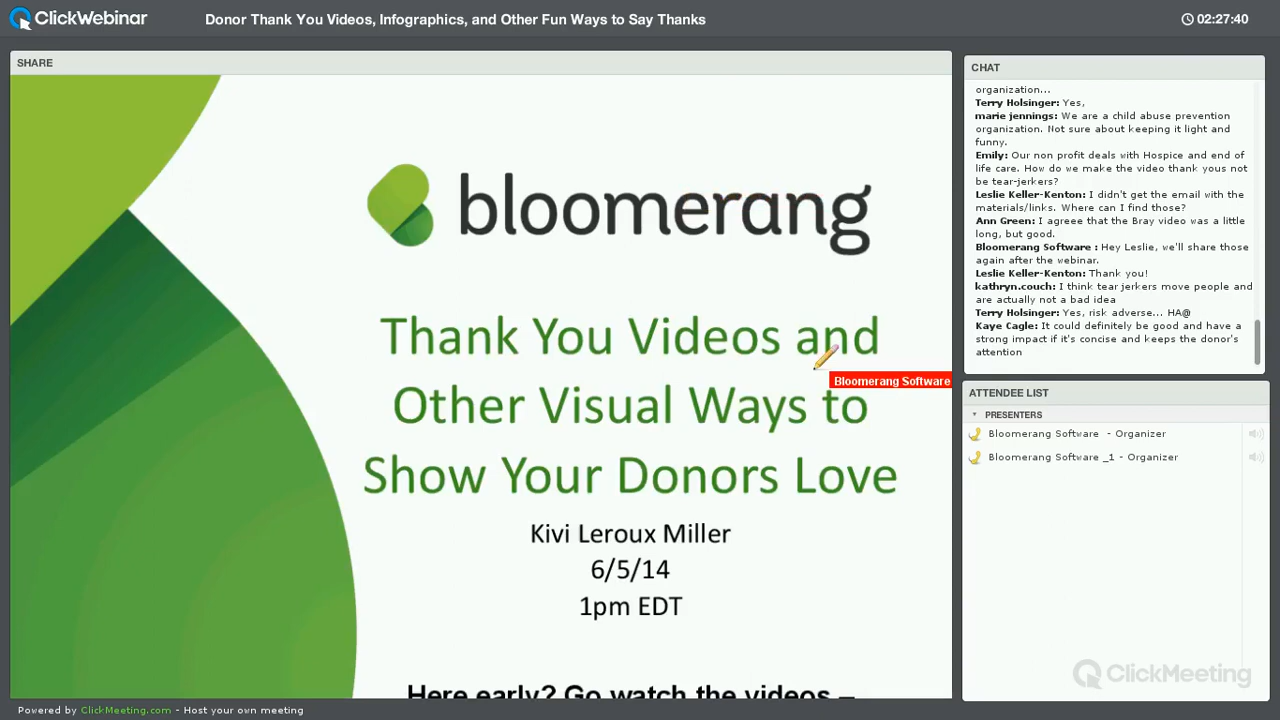 ClickWebinar
Donor Thank You Videos, Infographics, and Other Fun Ways to Say Thanks
02:27:40
SHARE
bloomerang
Thank You Videos and
Other Visual Ways to
Show Your Donors Love
Kivi Leroux Miller
6/5/14
1pm EDT
Here early? Go watch the videos –
Bloomerang Software
CHAT
organization...
Terry Holsinger: Yes,
marie jennings: We are a child abuse prevention
organization. Not sure about keeping it light and
funny.
Emily: Our non profit deals with Hospice and end of
life care. How do we make the video thank yous not
be tear-jerkers?
Leslie Keller-Kenton: I didn't get the email with the
materials/links. Where can I find those?
Ann Green: I agreee that the Bray video was a little
long, but good.
Bloomerang Software : Hey Leslie, we'll share those
again after the webinar.
Leslie Keller-Kenton: Thank you!
kathryn.couch: I think tear jerkers move people and
are actually not a bad idea
Terry Holsinger: Yes, risk adverse... HA@
Kaye Cagle: It could definitely be good and have a
strong impact if it's concise and keeps the donor's
attention
ATTENDEE LIST
PRESENTERS
Bloomerang Software - Organizer
Bloomerang Software _1 - Organizer
ClickMeeting
Powered by ClickMeeting.com - Host your own meeting